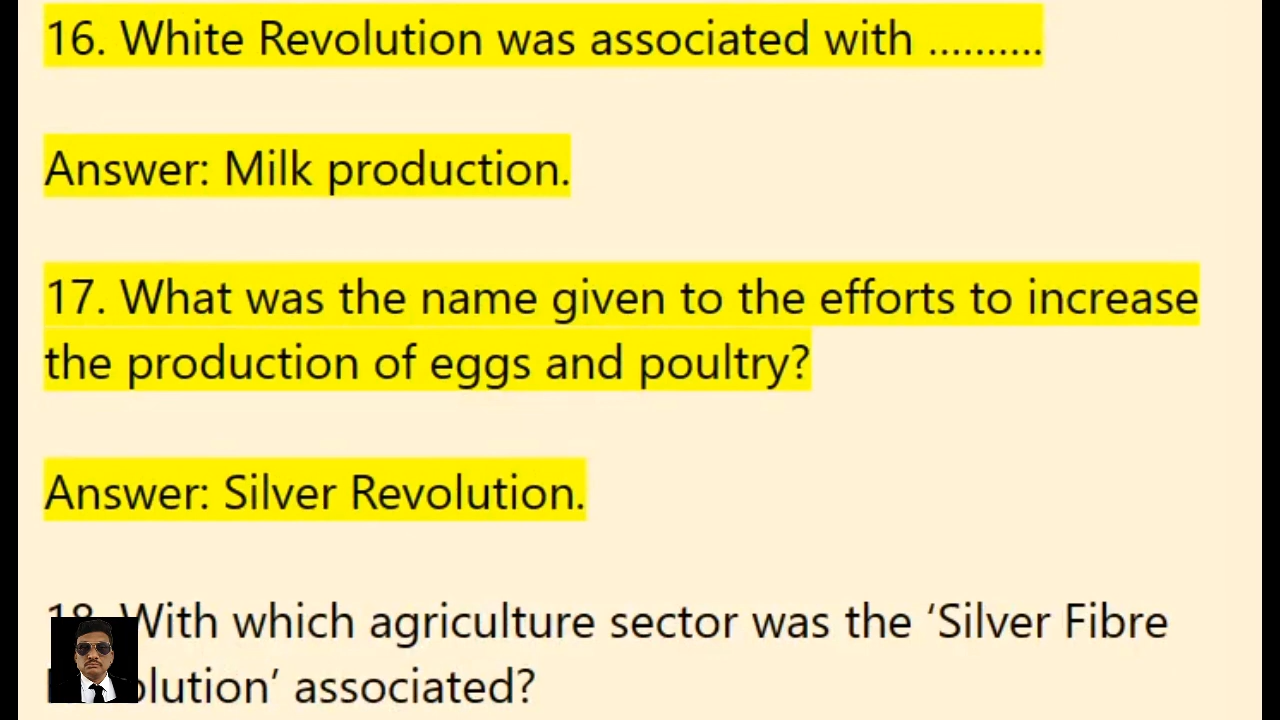 16. White Revolution was associated with ..........
Answer: Milk production.
17. What was the name given to the efforts to increase
the production of eggs and poultry?
Answer: Silver Revolution.
18. With which agriculture sector was the ‘Silver Fibre
associated?